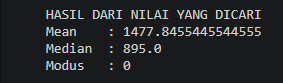 HASIL DARI NILAI YANG DICARI
Mean : 1477.8455445544555
Median : 895.0
Modus : 0